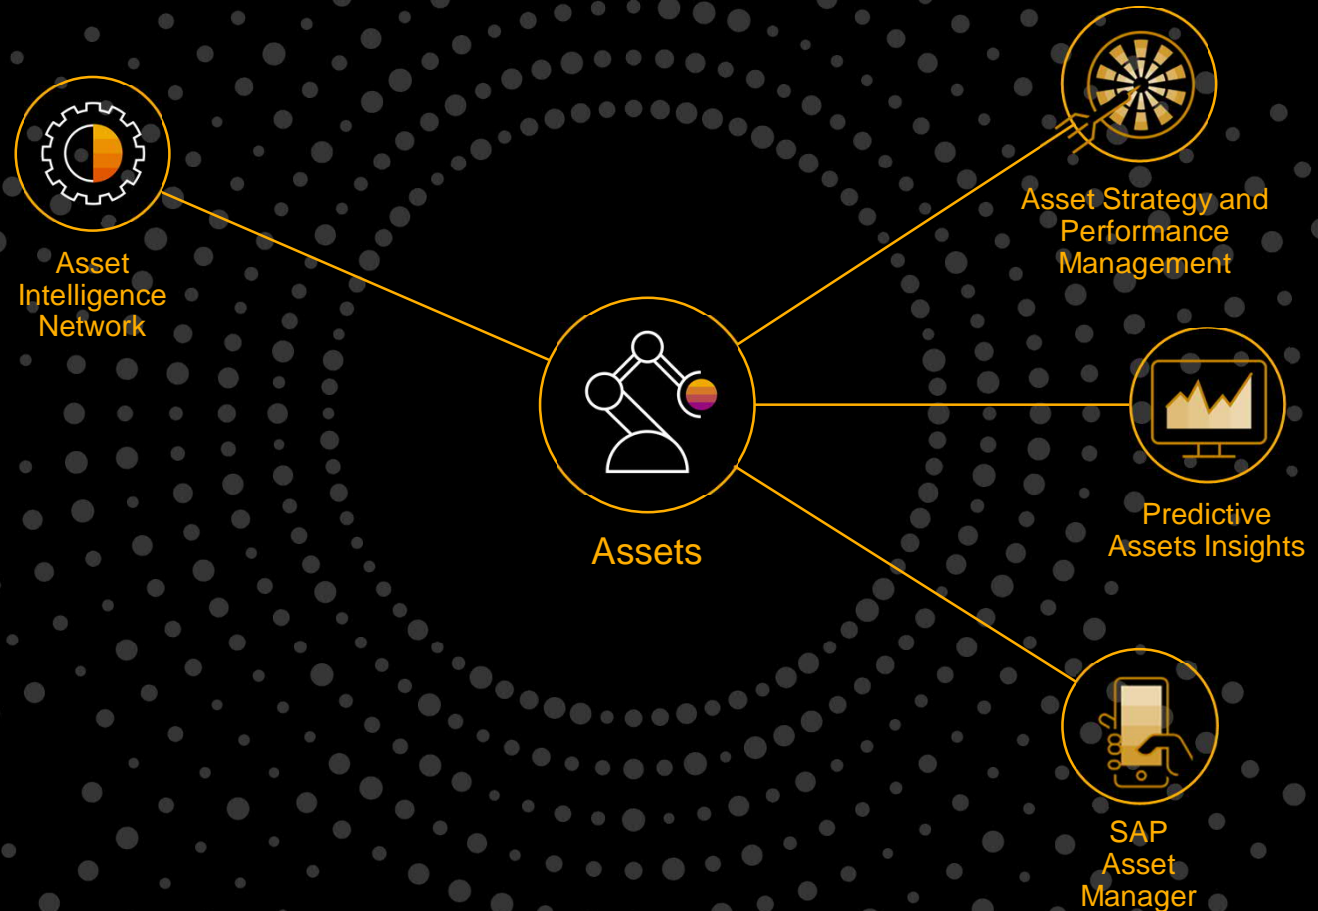 Asset
Intelligence
Network
Assets
Asset Strategy and
Performance
Management
Predictive
Assets Insights
SAP
Asset
Manager